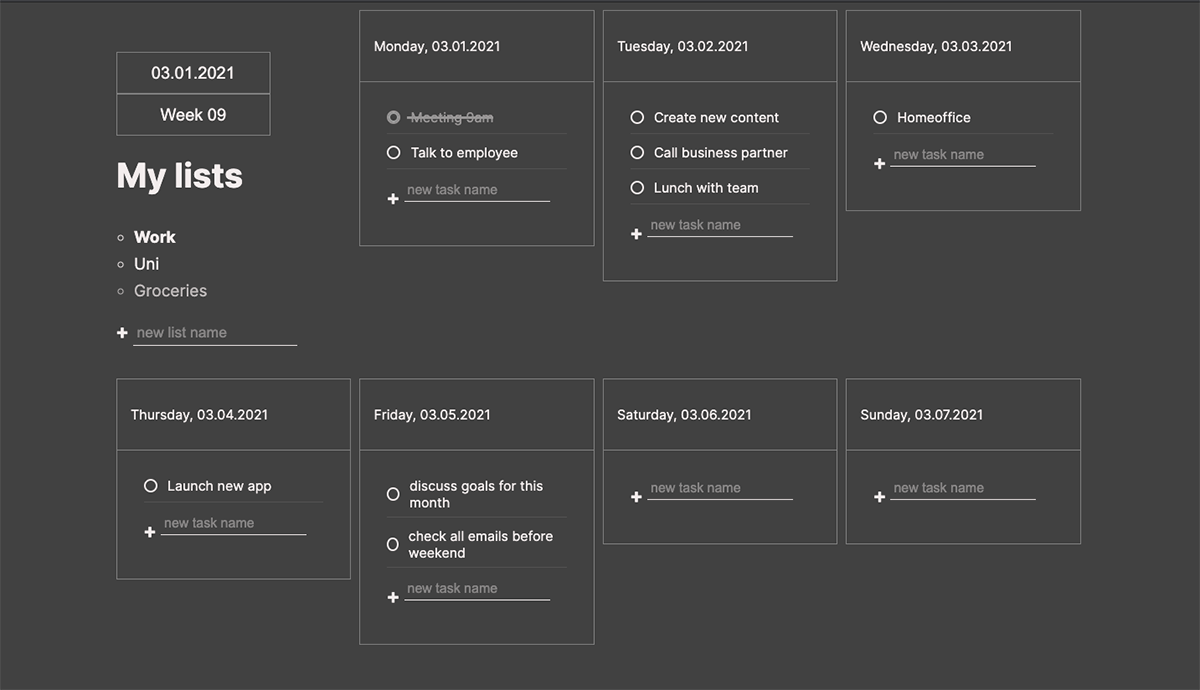 03.01.2021
Week 09
My lists
Work
Uni
Groceries
new list name
Monday, 03.01.2021
Meeting 9am
Talk to employee
new task name
Tuesday, 03.02.2021
Create new content
Call business partner
Lunch with team
new task name
Wednesday, 03.03.2021
Homeoffice
new task name
Thursday, 03.04.2021
Launch new app
new task name
Friday, 03.05.2021
discuss goals for this
month
check all emails before
weekend
new task name
Saturday, 03.06.2021
new task name
Sunday, 03.07.2021
new task name